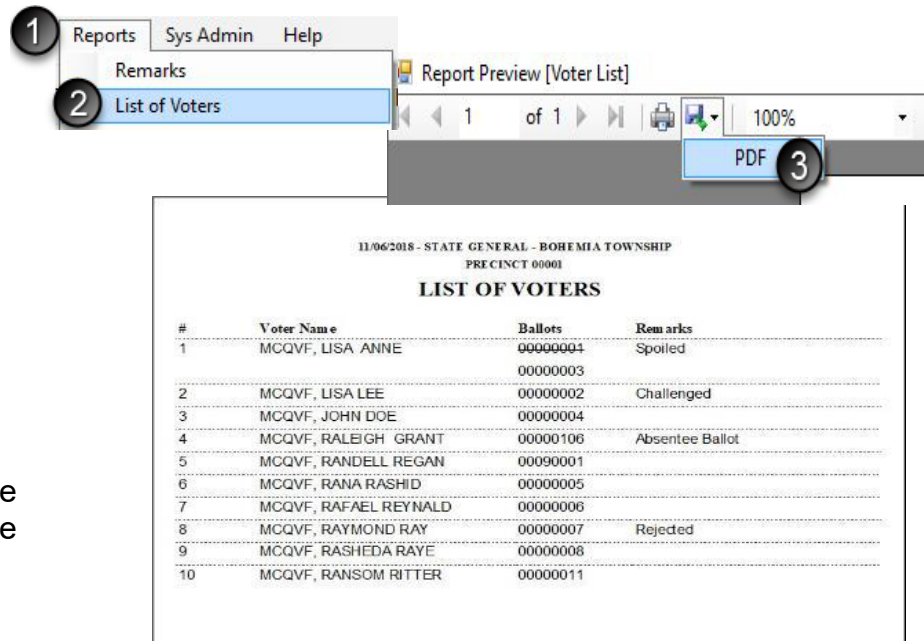 1
Reports Sys Admin Help
Remarks
2 List of Voters
Report Preview [Voter List]
1 of 1 100%
PDF 3
11/06/2018 - STATE GENERAL - BOHEMIA TOWNSHIP
PRECINCT 00001
LIST OF VOTERS
# Voter Name Ballots Remarks
1 MCQVF, LISA ANNE 00000001 Spoiled
00000003
2 MCQVF, LISA LEE 00000002 Challenged
3 MCQVF, JOHN DOE 00000004
4 MCQVF, RALEIGH GRANT 00000106 Absentee Ballot
5 MCQVF, RANDELL REGAN 00090001
6 MCQVF, RANA RASHID 00000005
e
7 MCQVF, RAFAEL REYNALD 00000006
e
8 MCQVF, RAYMOND RAY 00000007 Rejected
9 MCQVF, RASHEDA RAYE 00000008
10 MCQVF, RANSOM RITTER 00000011